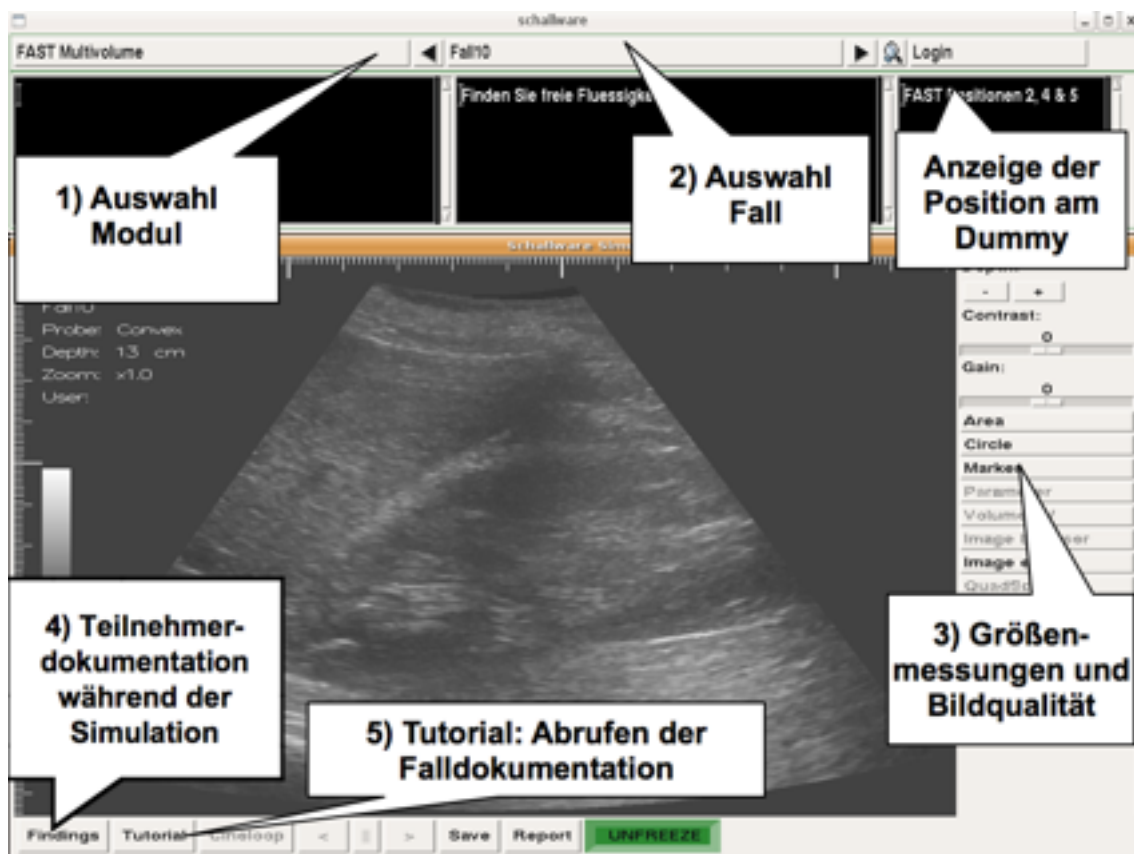 schallware
FAST Multivolume
Fall10
Login
Finden Sie freie
FAST Positionen 2, 4 & 5
1) Auswahl
Modul
2) Auswahl
Fall
Anzeige der
Position am
Dummy
Schallware
Fall10
Probe: Convex
Depth: 13 cm
Zoom: x1.0
User:
- +
Contrast:
0
Gain:
0
Area
Circle
Marker
Parameter
Image
3) Größen-
messungen und
Bildqualität
4) Teilnehmer-
dokumentation
während der
Simulation
5) Tutorial: Abrufen der
Falldokumentation
Findings Tutorial Cineloop < || > Save Report UNFREEZE